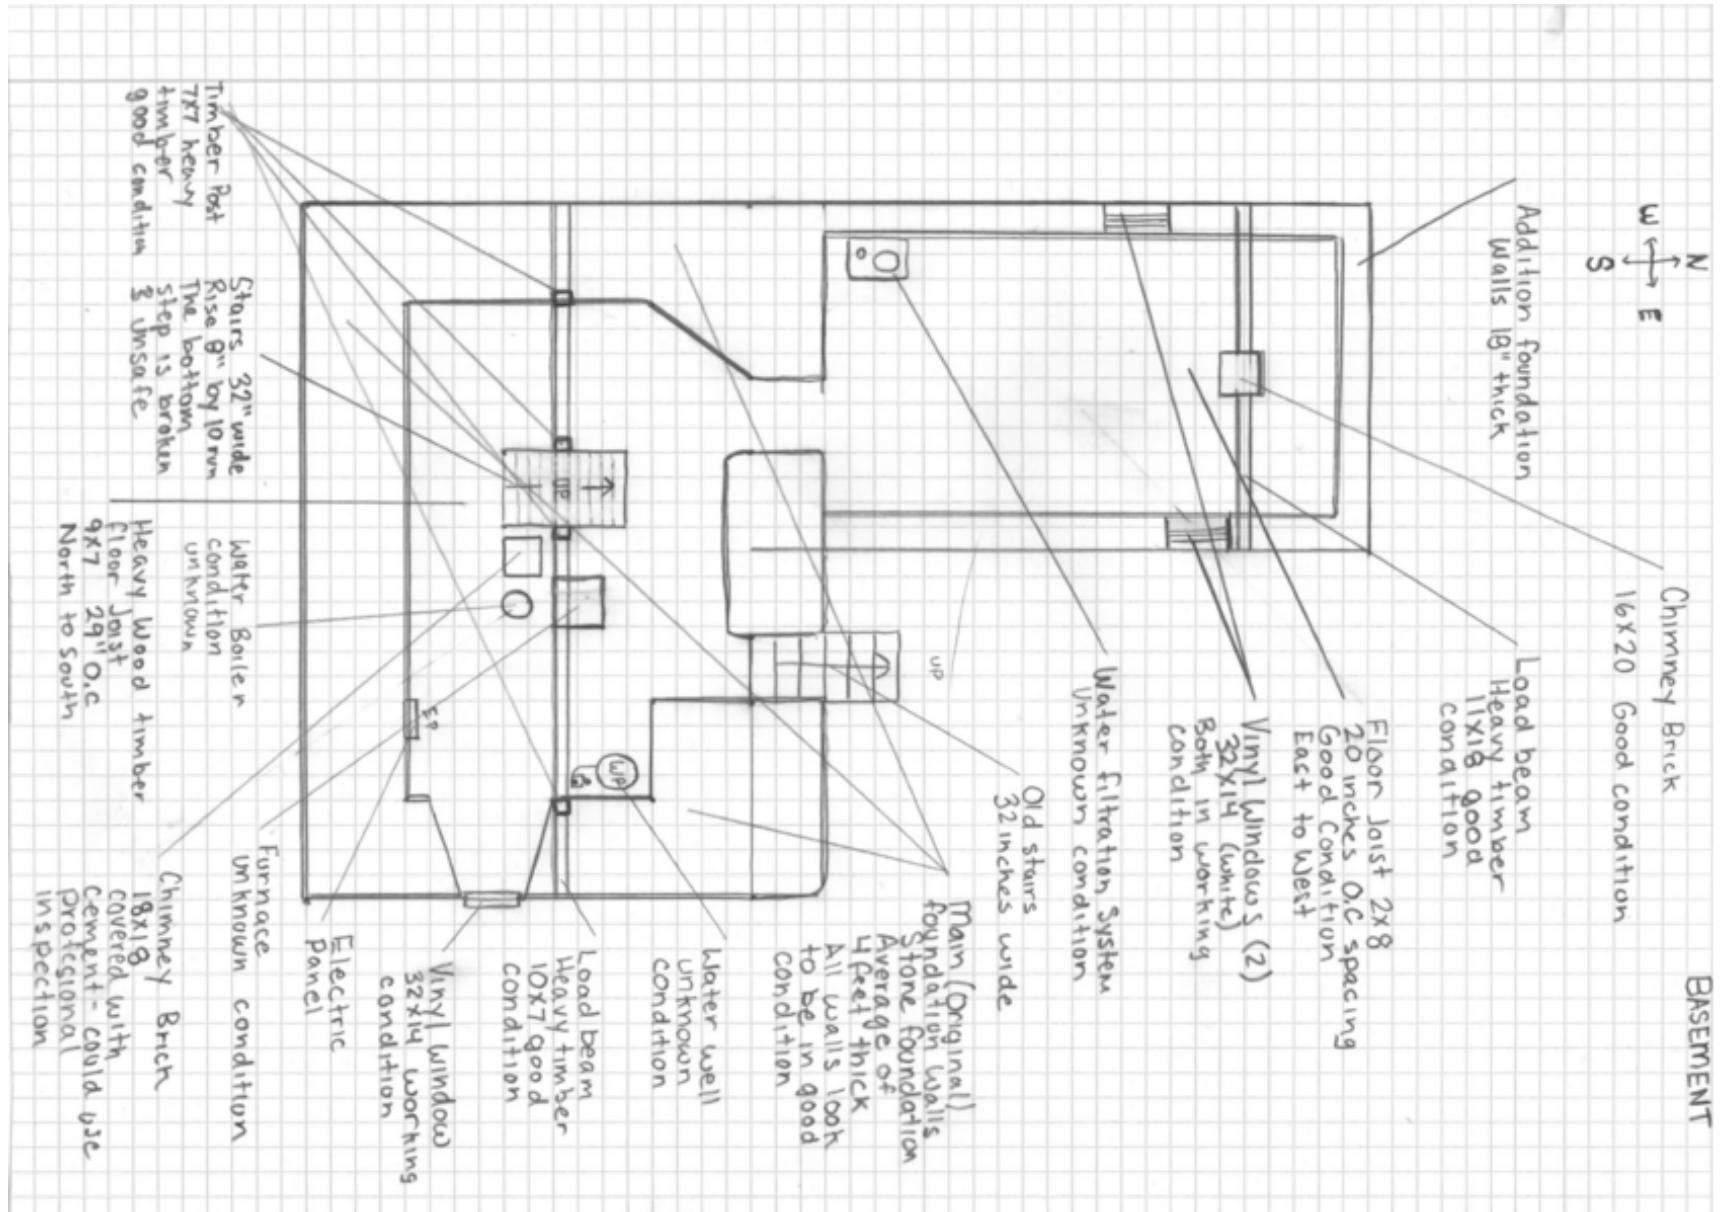 BASEMENT
N
W
E
S
Addition foundation
Walls 18" thick
Chimney Brick
16x20 Good condition
Load beam
Heavy timber
11x18 good
condition
Floor Joist 2x8
20 inches O.C spacing
Good Condition
East to West
Vinyl Windows (2)
32x14 (white)
Both in working
condition
Water filtration System
Unknown condition
UP
Old stairs
32 inches wide
Main (Original)
foundation Walls
Stone foundation
Average of
4 feet thick
All walls look
to be in good
condition
Water well
unknown
condition
Load beam
Heavy timber
10x7 good
condition
Vinyl Window
32x14 working
condition
Electric
Panel
Furnace
Unknown condition
Chimney Brick
18x18
covered with
cement - could use
profesional
inspection
Timber Post
7x7 heavy
timber
good condition
Stairs 32" wide
Rise 8" by 10 run
The bottom
step is broken
& unsafe
Water Boiler
condition
unknown
Heavy Wood timber
floor Joist
9x7 29" O.C
North to South
UP
EP